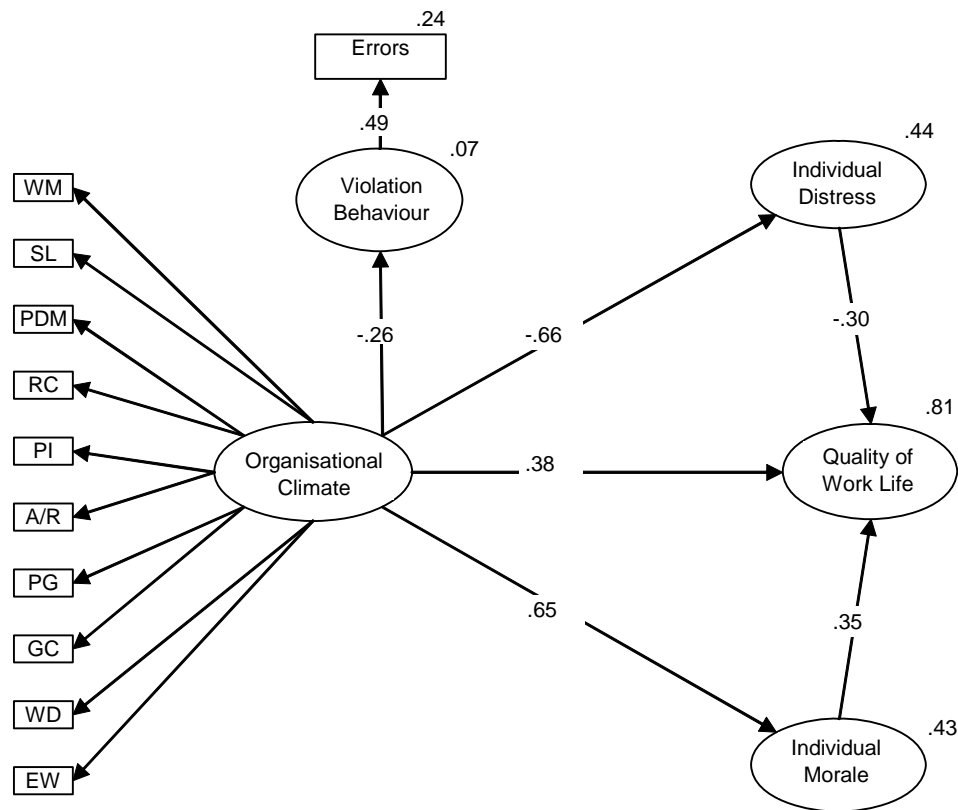 .24
Errors
.49
.07
Violation
Behaviour
.44
Individual
Distress
WM
SL
PDM
RC
PI
A/R
PG
GC
WD
EW
-.26
-.66
-.30
.81
Organisational
Climate
.38
Quality of
Work Life
.65
.35
.43
Individual
Morale